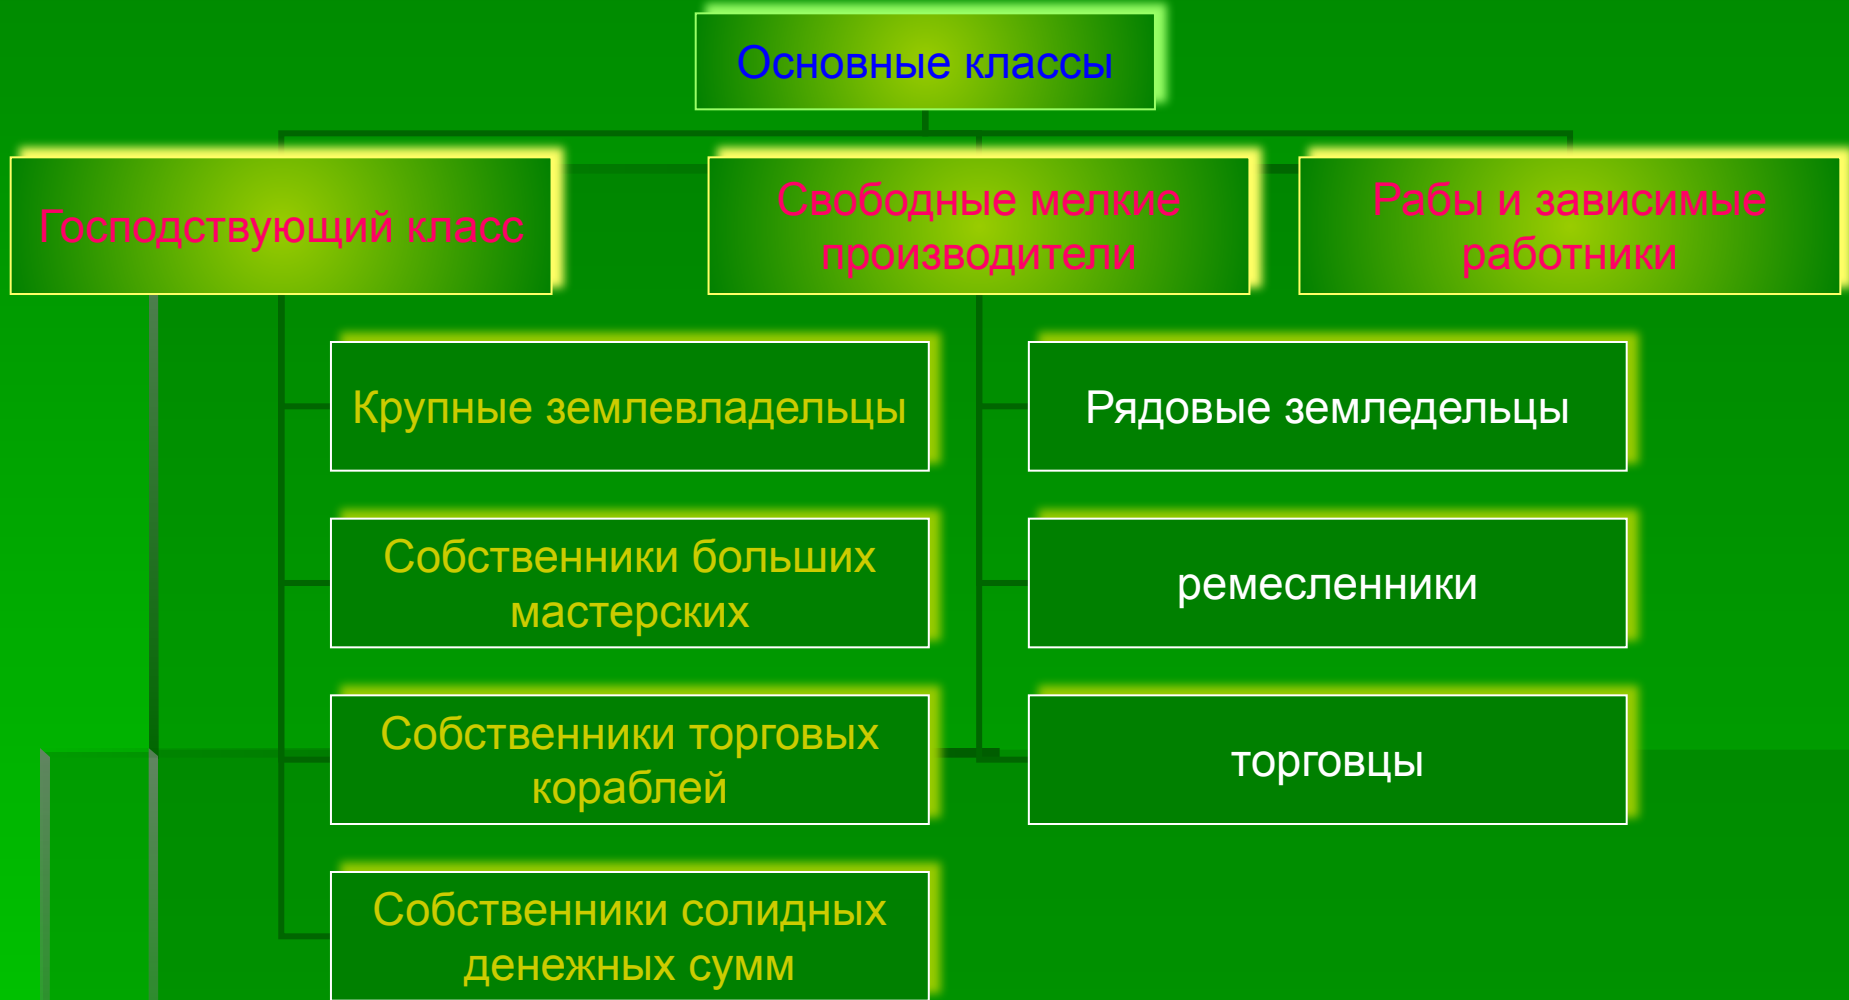 Основные классы
Господствующий класс
Свободные мелкие
производители
Рабы и зависимые
работники
Крупные землевладельцы
Собственники больших
мастерских
Собственники торговых
кораблей
Собственники солидных
денежных сумм
Рядовые земледельцы
ремесленники
торговцы